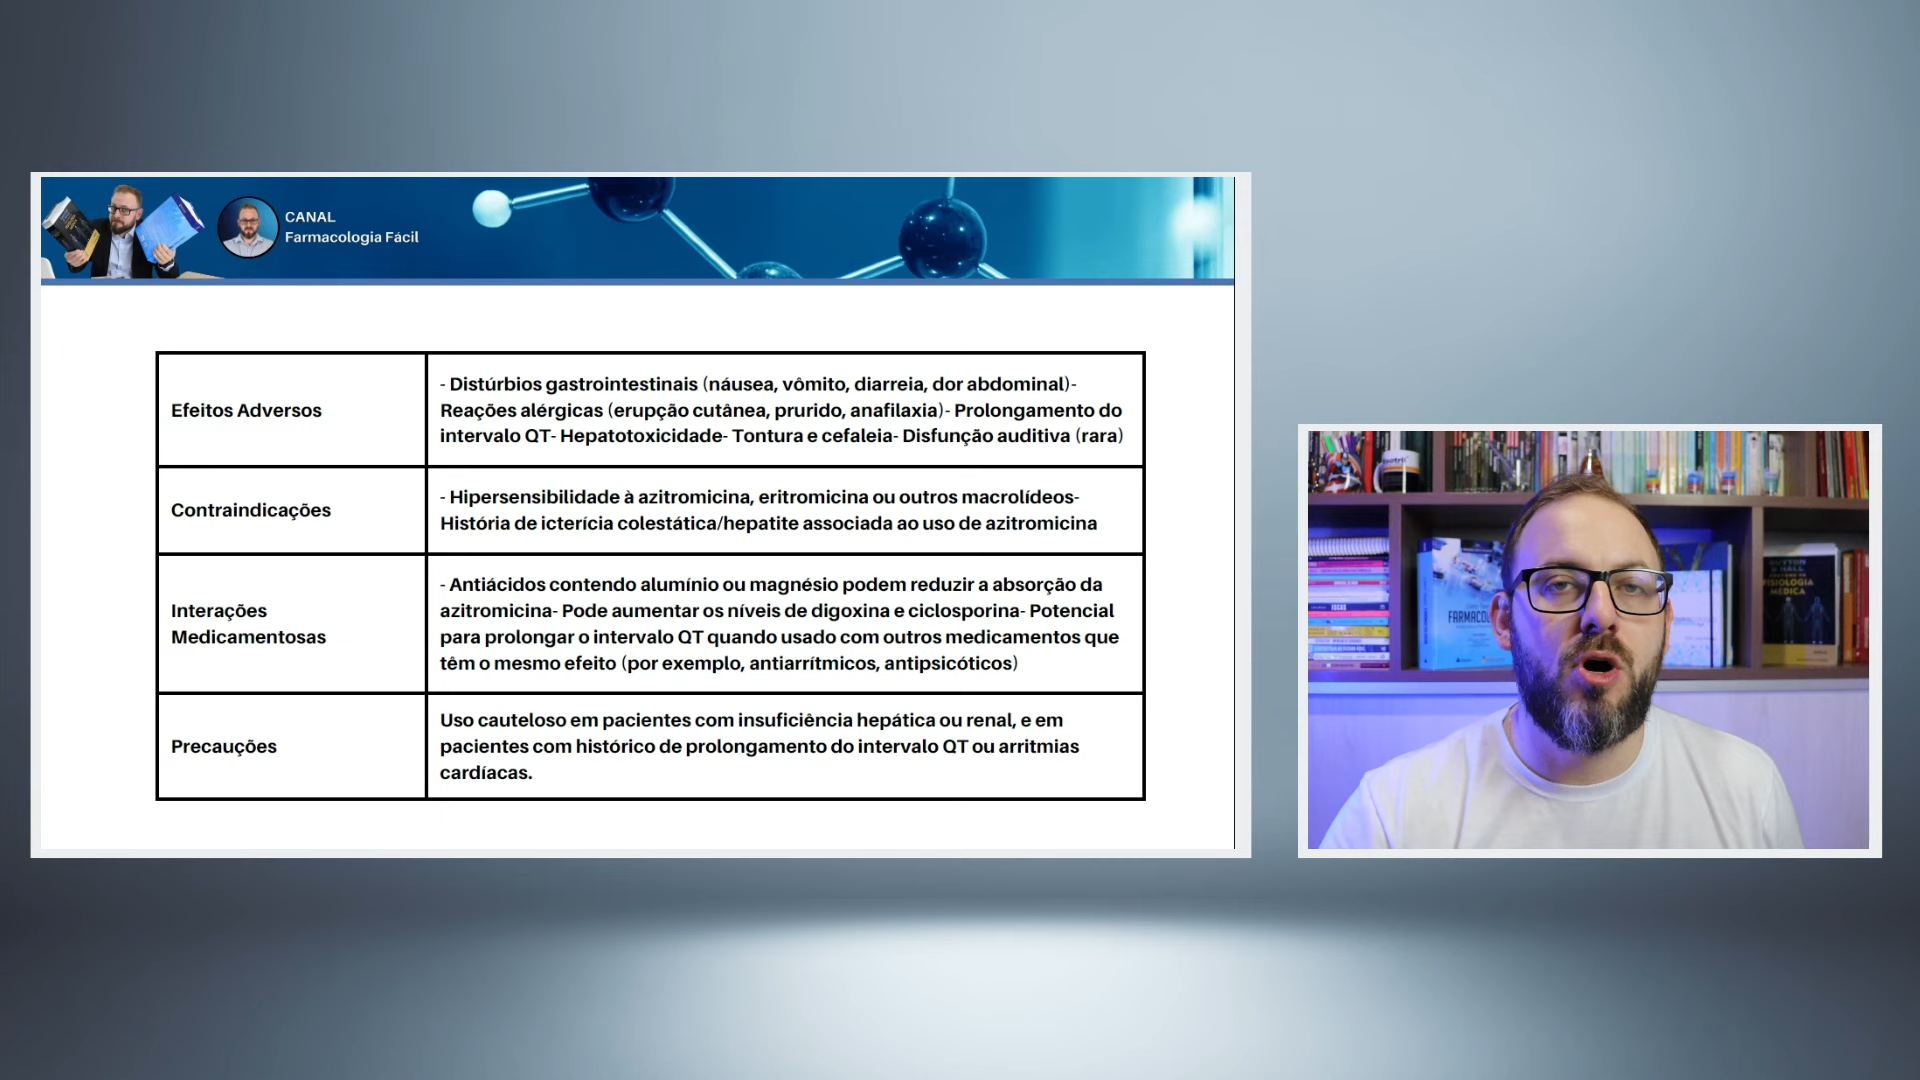 CANAL
Farmacologia Fácil
Efeitos Adversos
- Distúrbios gastrointestinais (náusea, vômito, diarreia, dor abdominal)-
Reações alérgicas (erupção cutânea, prurido, anafilaxia)- Prolongamento do
intervalo QT- Hepatotoxicidade- Tontura e cefaleia- Disfunção auditiva (rara)
Contraindicações
- Hipersensibilidade à azitromicina, eritromicina ou outros macrolídeos-
História de icterícia colestática/hepatite associada ao uso de azitromicina
Interações
Medicamentosas
- Antiácidos contendo alumínio ou magnésio podem reduzir a absorção da
azitromicina- Pode aumentar os níveis de digoxina e ciclosporina- Potencial
para prolongar o intervalo QT quando usado com outros medicamentos que
têm o mesmo efeito (por exemplo, antiarrítmicos, antipsicóticos)
Precauções
Uso cauteloso em pacientes com insuficiência hepática ou renal, e em
pacientes com histórico de prolongamento do intervalo QT ou arritmias
cardíacas.
FARMACOL
FISIOLOGIA
MÉDICA